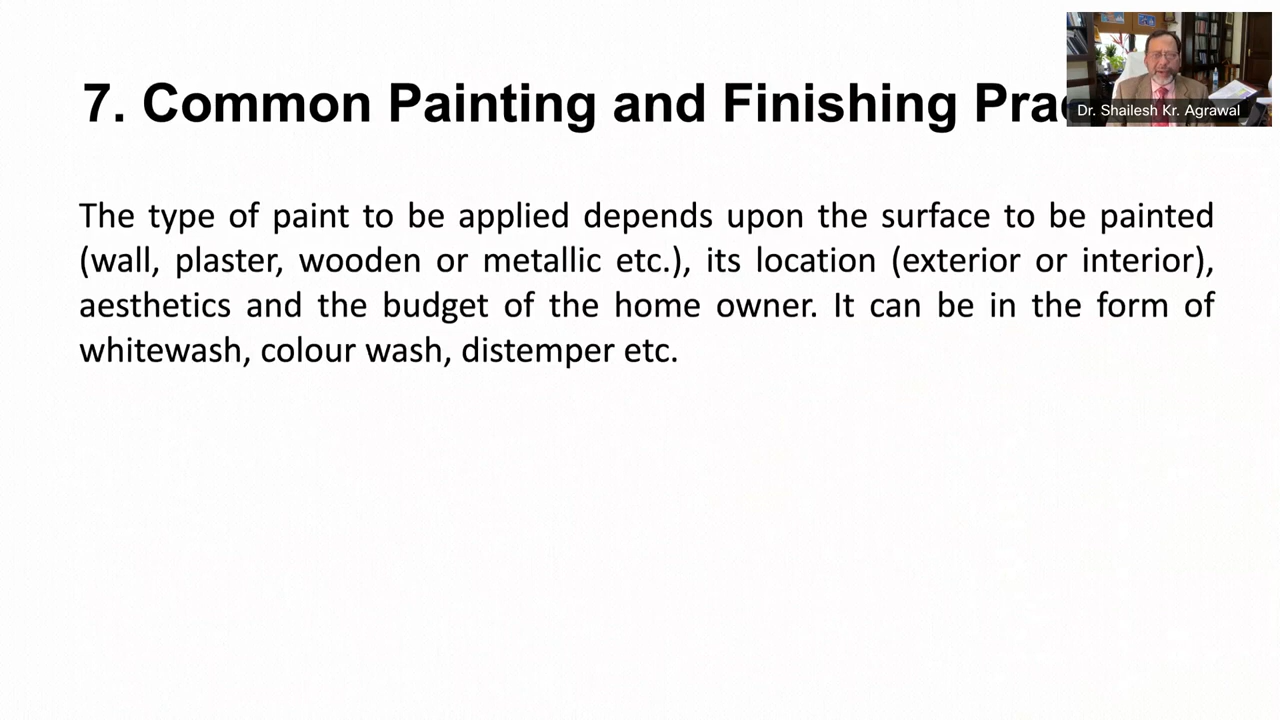 7. Common Painting and Finishing
Dr. Shailesh Kr. Agrawal
The type of paint to be applied depends upon the surface to be painted
(wall, plaster, wooden or metallic etc.), its location (exterior or interior),
aesthetics and the budget of the home owner. It can be in the form of
whitewash, colour wash, distemper etc.